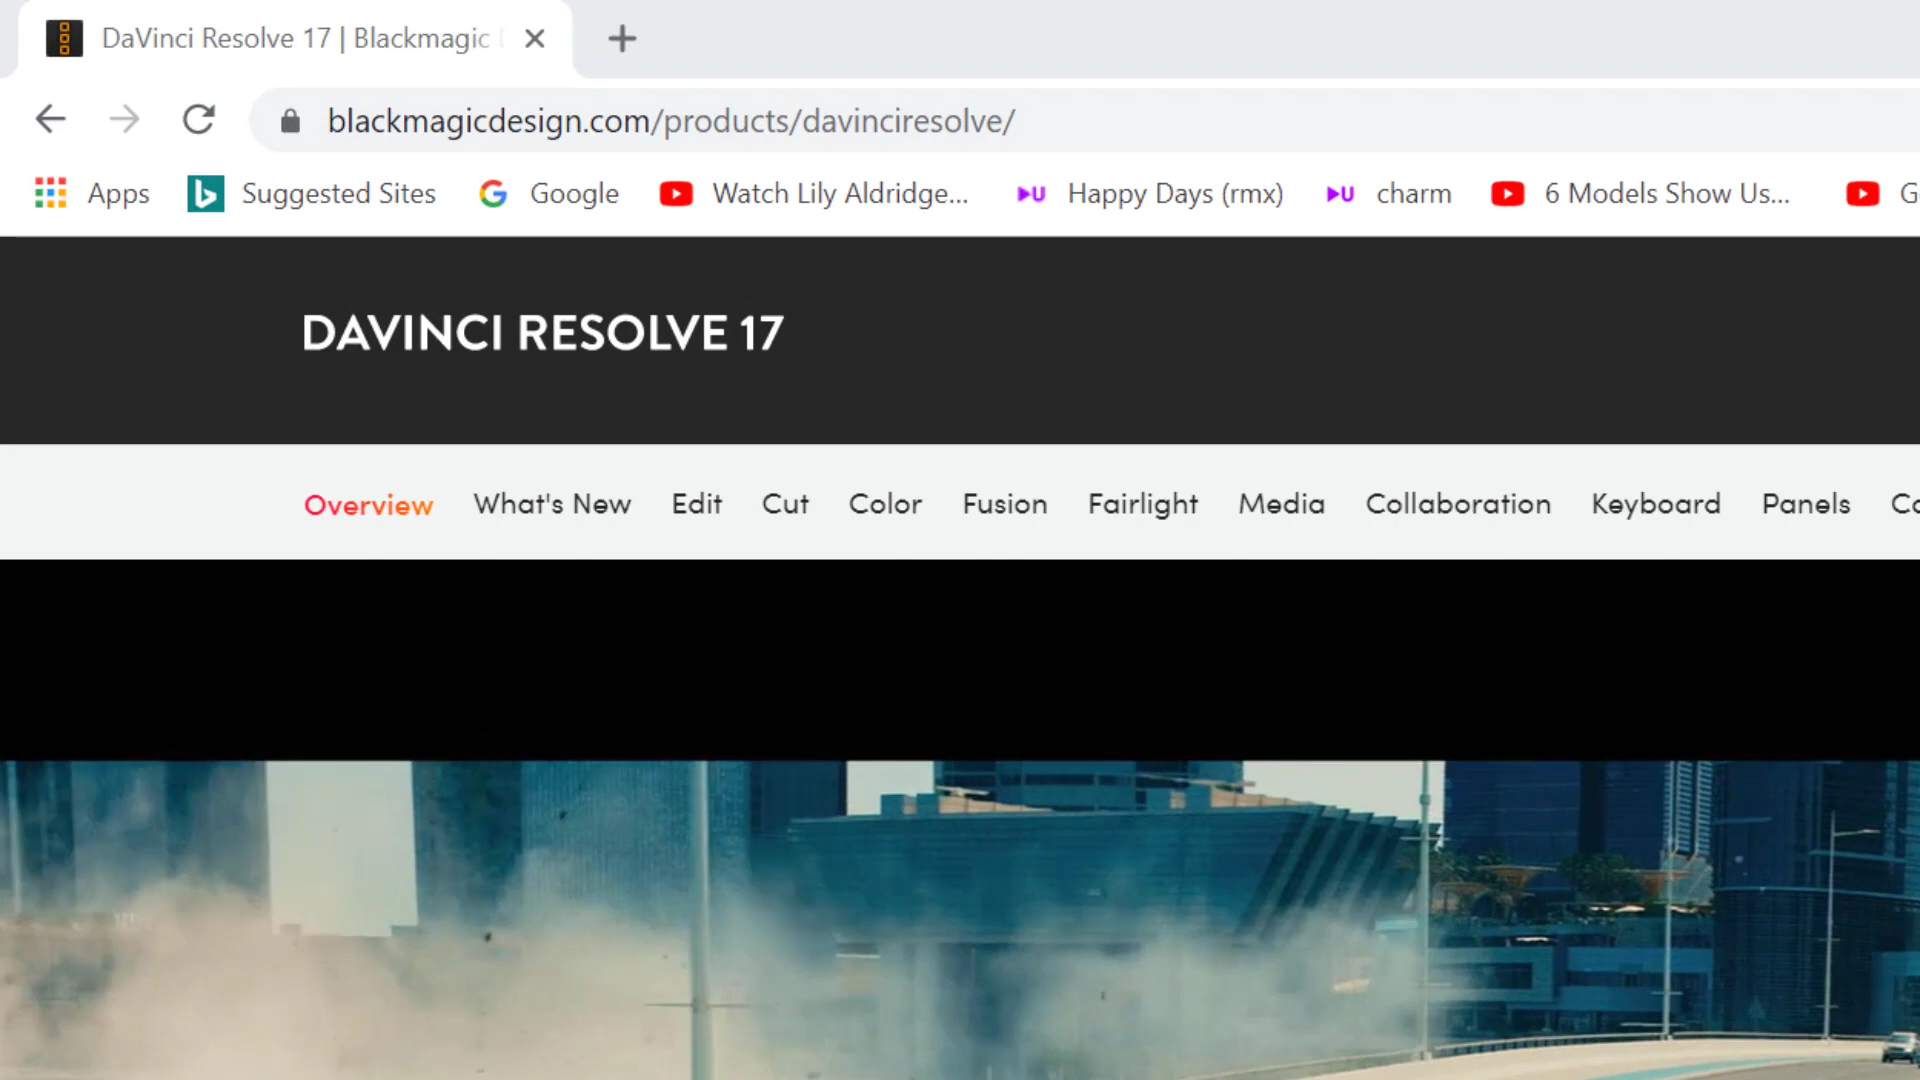 DaVinci Resolve 17 | Blackmagic
blackmagicdesign.com/products/davinciresolve/
Apps Suggested Sites Google Watch Lily Aldridge... Happy Days (rmx) charm 6 Models Show Us...
DAVINCI RESOLVE 17
Overview What's New Edit Cut Color Fusion Fairlight Media Collaboration Keyboard Panels